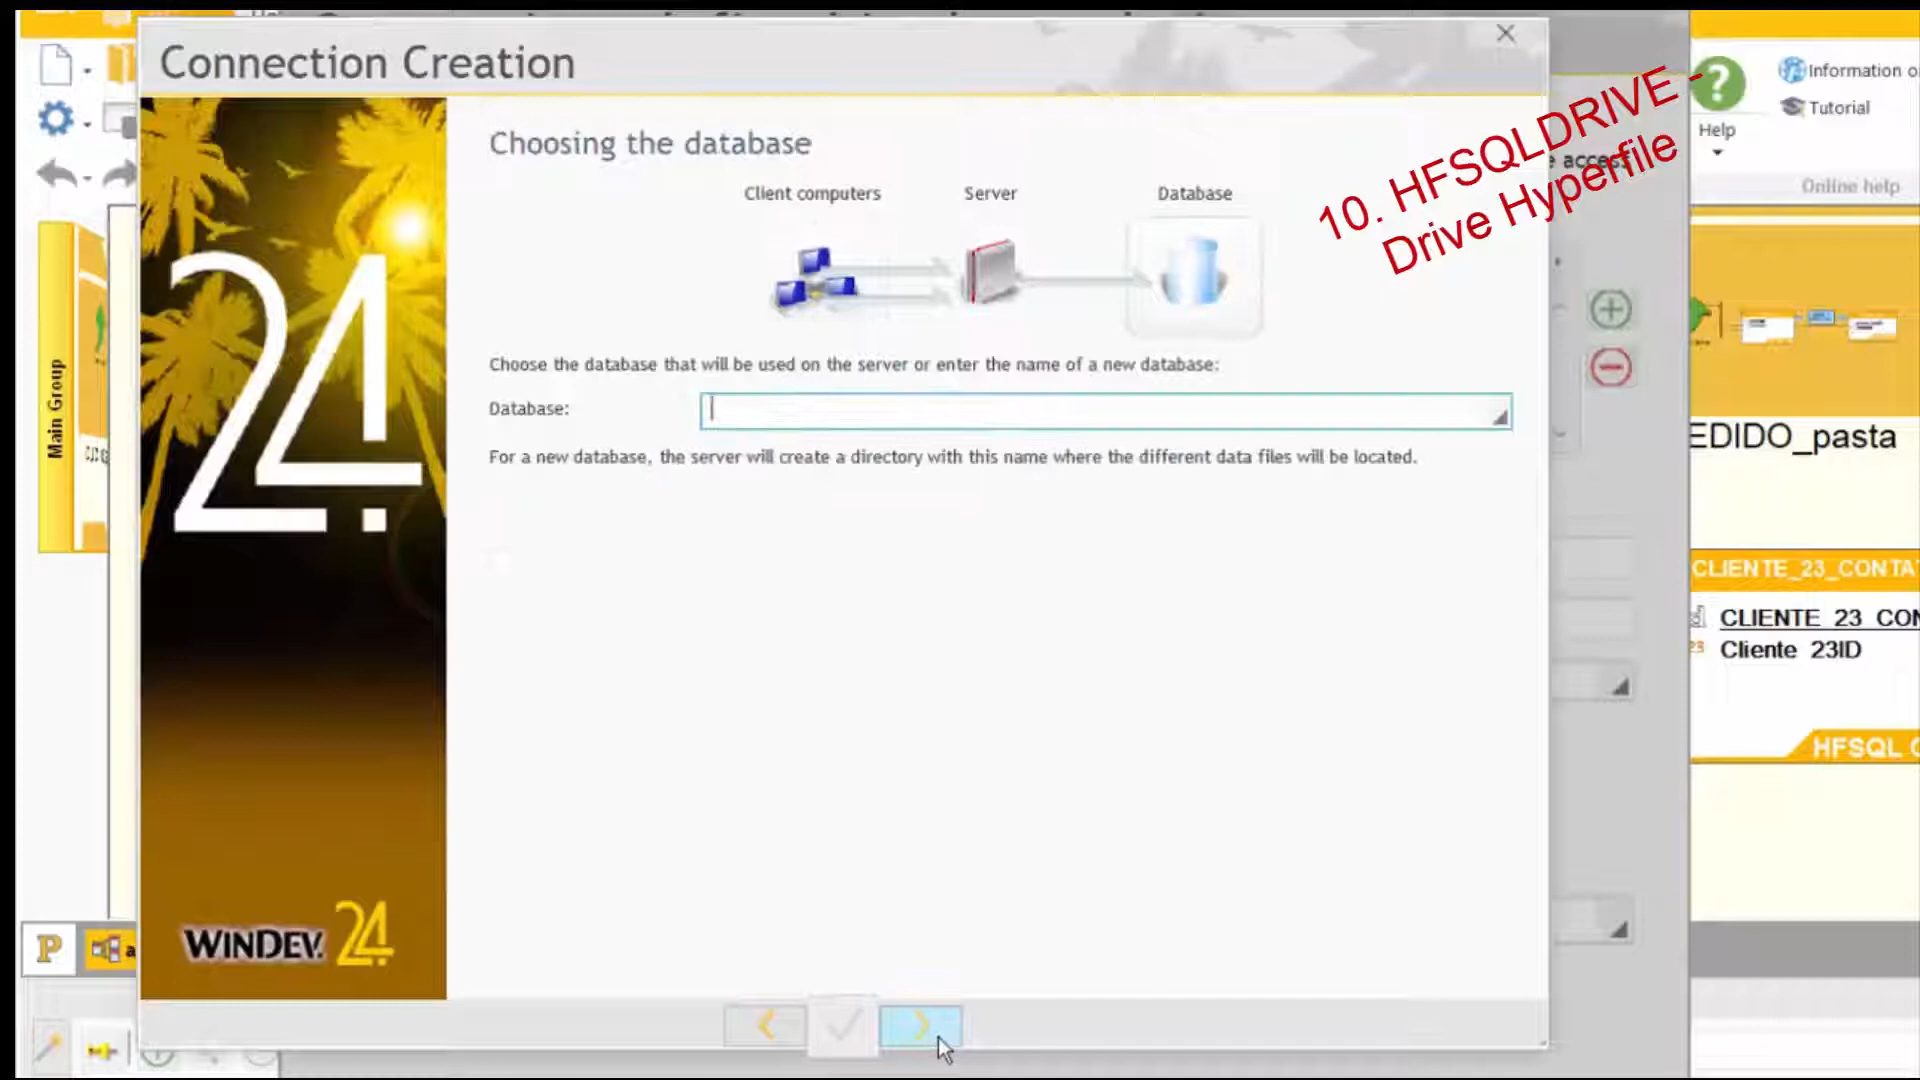 Connection Creation
Choosing the database
Client computers
Server
Database
10. HFSQLDRIVE -
Drive Hyperfile
Choose the database that will be used on the server or enter the name of a new database:
Database:
For a new database, the server will create a directory with this name where the different data files will be located.
24
WINDEV. 24
Main Group
P
a
Help
Information o
Tutorial
access
Online help
EDIDO_pasta
CLIENTE_23_CONTA
CLIENTE_23_CON
Cliente_23ID
HFSQL C